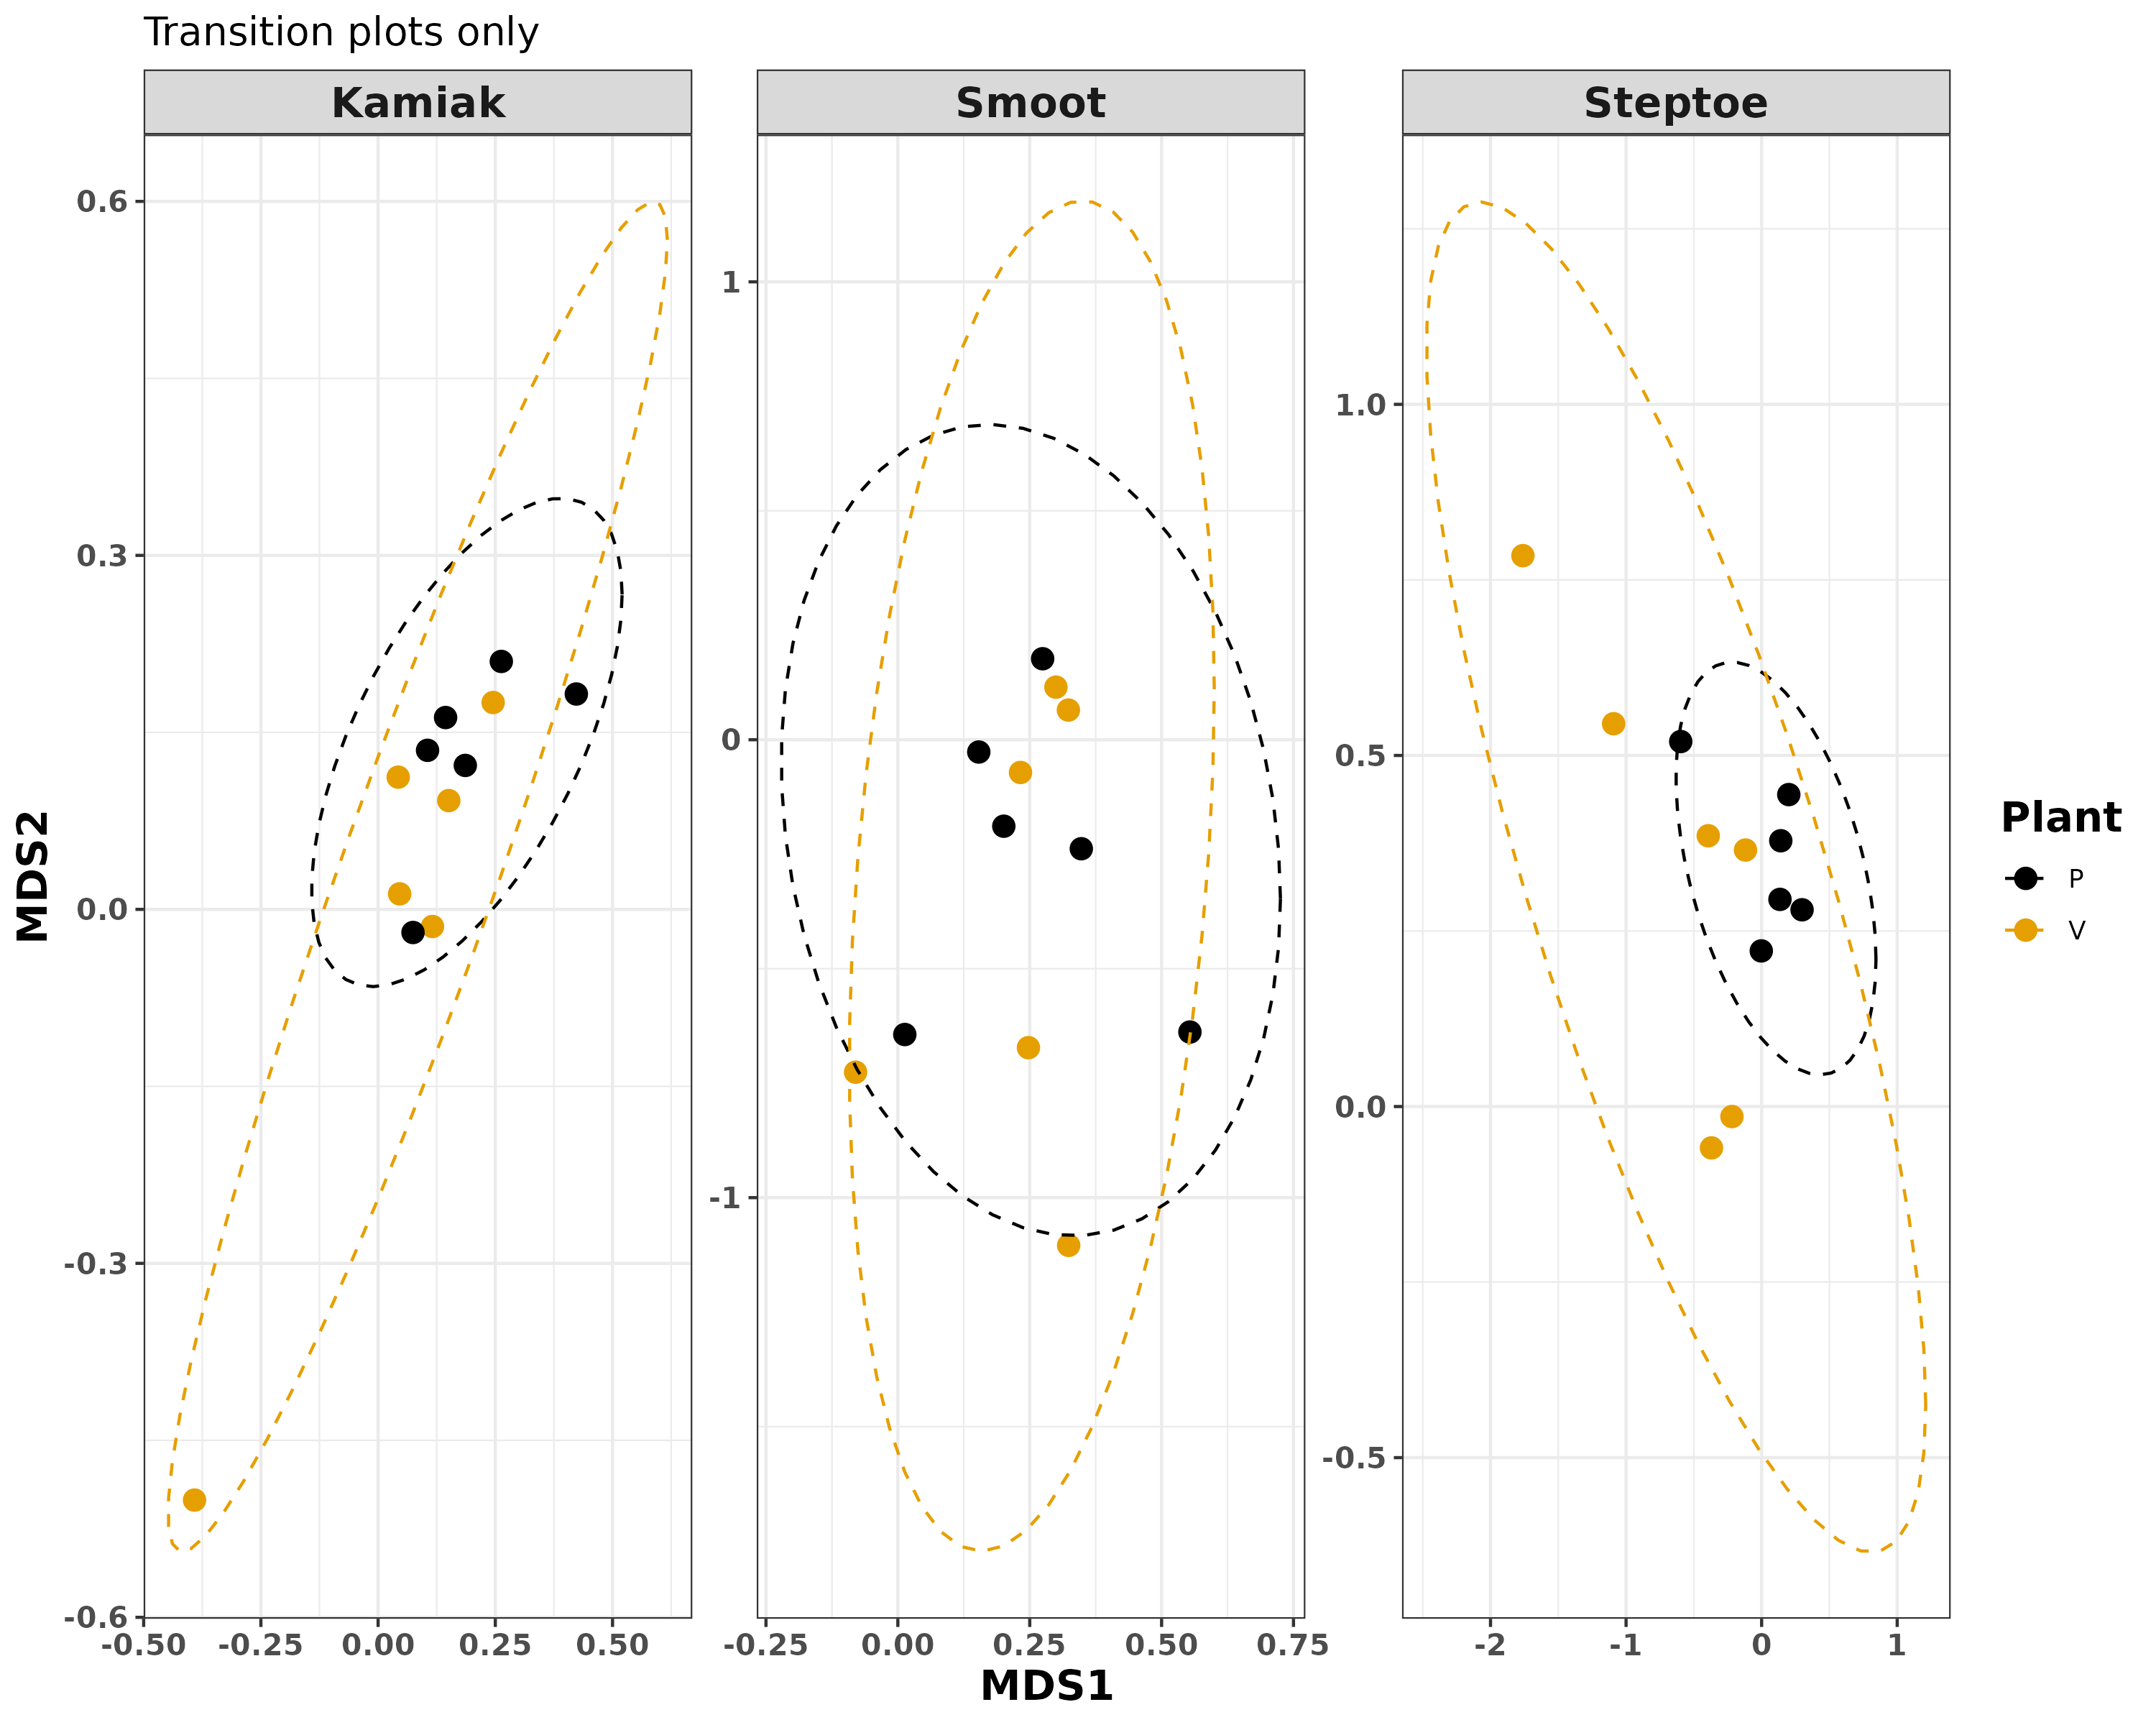 Transition plots only
Kamiak Smoot Steptoe
0.6
0.3
0.0
-0.3
-0.6
1
0
-1
1.0
0.5
0.0
-0.5
-0.50 -0.25 0.00 0.25 0.50
-0.25 0.00 0.25 0.50 0.75
-2 -1 0 1
MDS2
MDS1
Plant
P
V